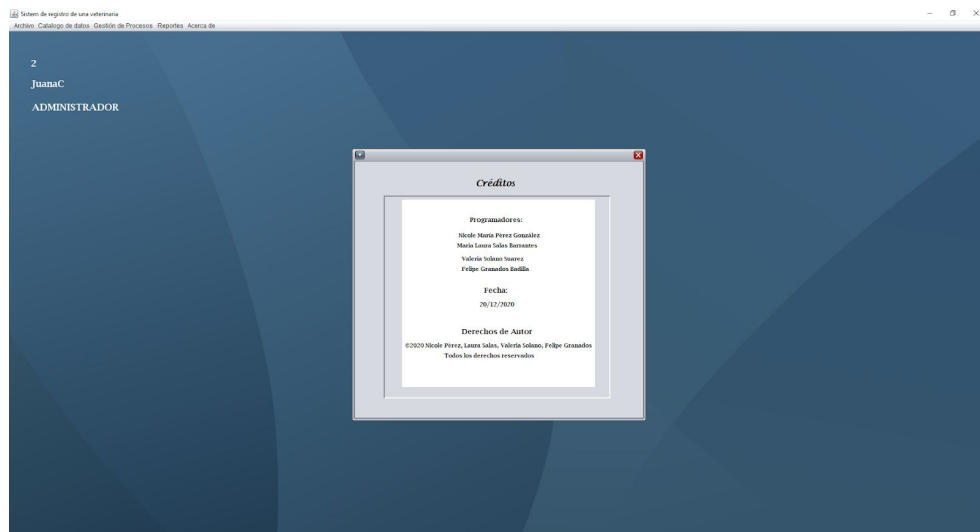 Sistem de registro de una veterinaria
Archivo Catalogo de datos Gestión de Procesos Reportes Acerca de
2
JuanaC
ADMINISTRADOR
Créditos
Programadores:
Nicole María Pérez González
María Laura Salas Barrantes
Valeria Solano Suarez
Felipe Granados Badilla
Fecha:
20/12/2020
Derechos de Autor
©2020 Nicole Pérez, Laura Salas, Valeria Solano, Felipe Granados
Todos los derechos reservados